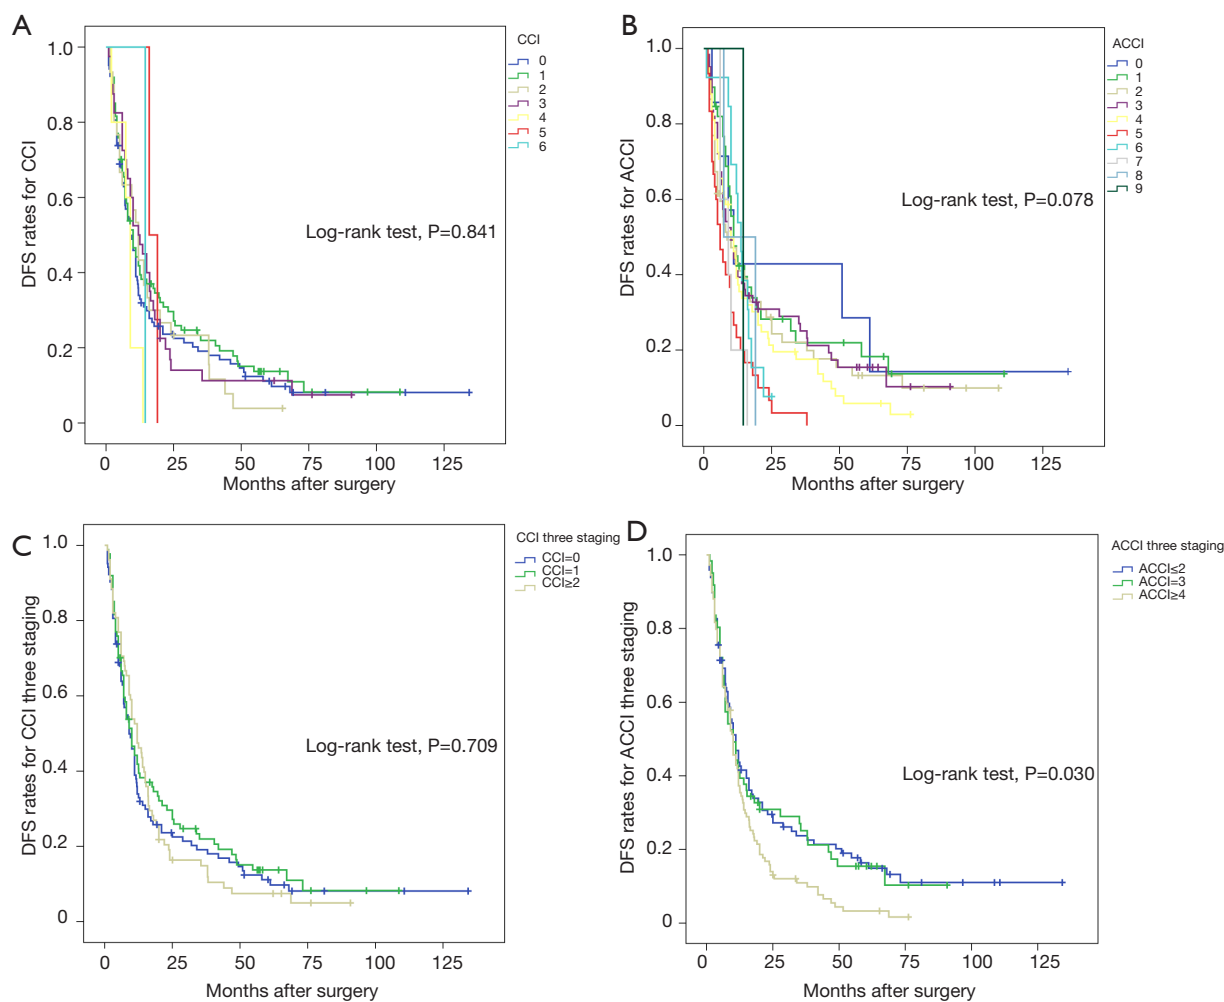 A
DFS rates for CCI
1.0
0.8
0.6
0.4
0.2
0
0 25 50 75 100 125
Months after surgery
Log-rank test, P=0.841
CCI
0
1
2
3
4
5
6
B
DFS rates for ACCI
1.0
0.8
0.6
0.4
0.2
0
0 25 50 75 100 125
Months after surgery
Log-rank test, P=0.078
ACCI
0
1
2
3
4
5
6
7
8
9
C
DFS rates for CCI three staging
1.0
0.8
0.6
0.4
0.2
0
0 25 50 75 100 125
Months after surgery
Log-rank test, P=0.709
CCI three staging
CCI=0
CCI=1
CCI≥2
D
DFS rates for ACCI three staging
1.0
0.8
0.6
0.4
0.2
0
0 25 50 75 100 125
Months after surgery
Log-rank test, P=0.030
ACCI three staging
ACCI≤2
ACCI=3
ACCI≥4